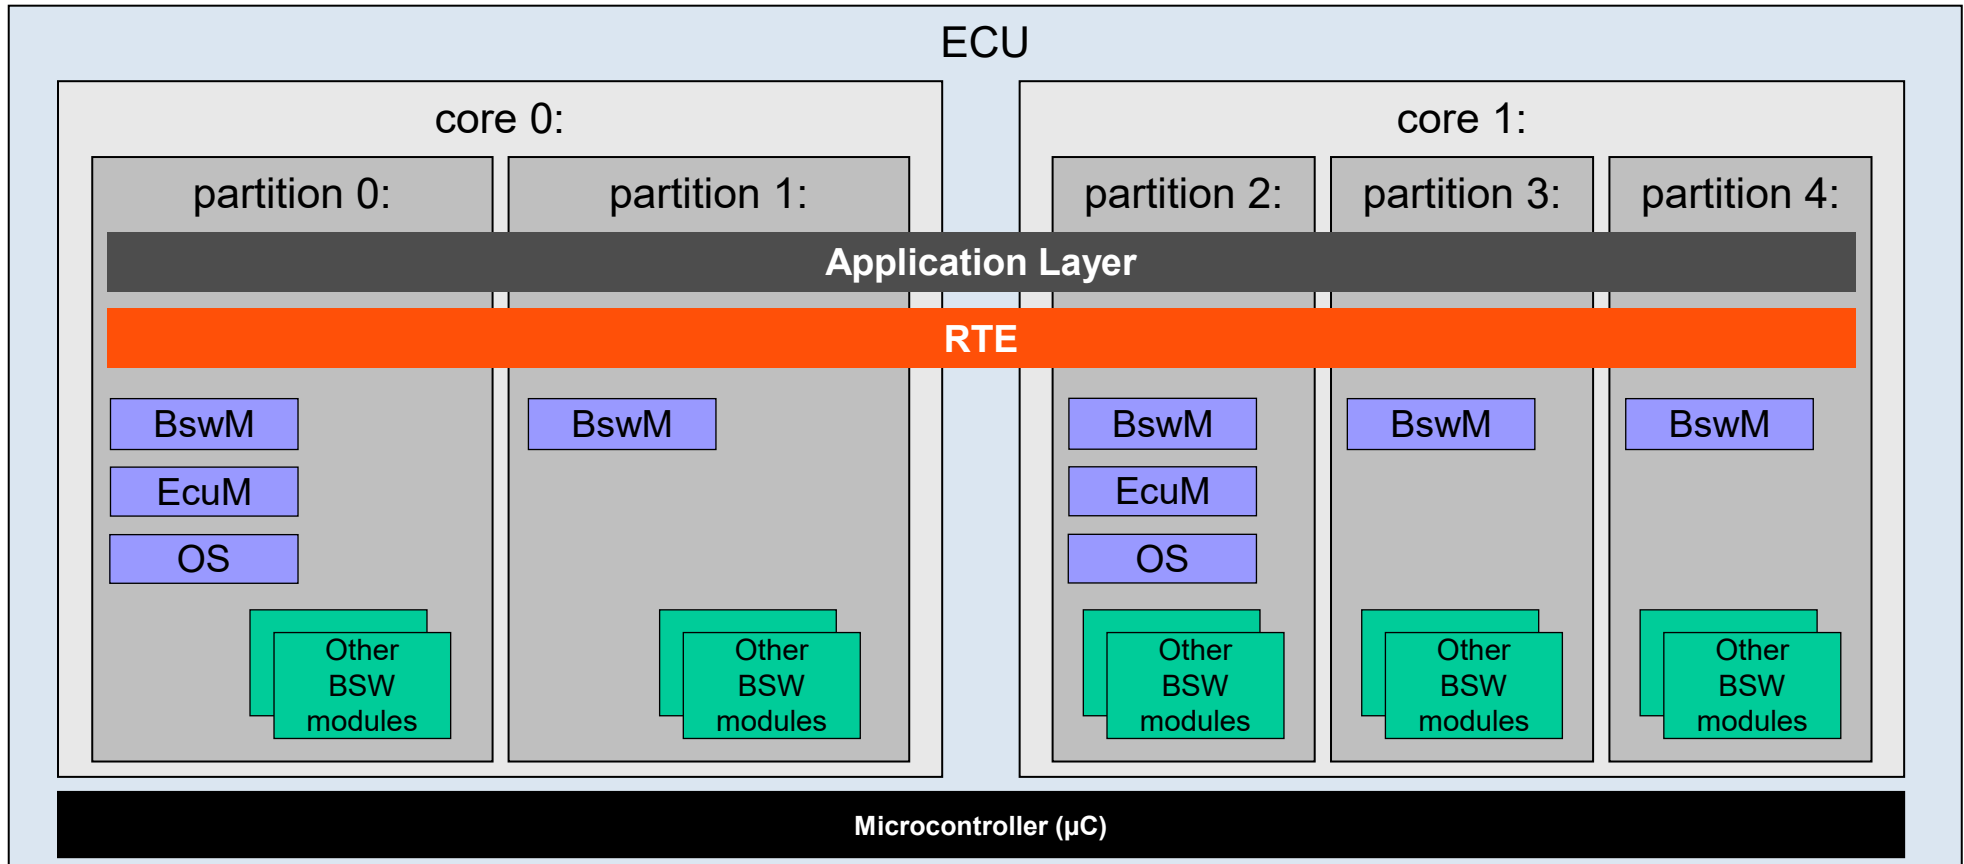 ECU
core 0:
core 1:
partition 0:
partition 1:
partition 2:
partition 3:
partition 4:
Application Layer
RTE
BswM
BswM
BswM
BswM
BswM
EcuM
EcuM
OS
OS
Other
BSW
modules
Other
BSW
modules
Other
BSW
modules
Other
BSW
modules
Other
BSW
modules
Microcontroller (µC)